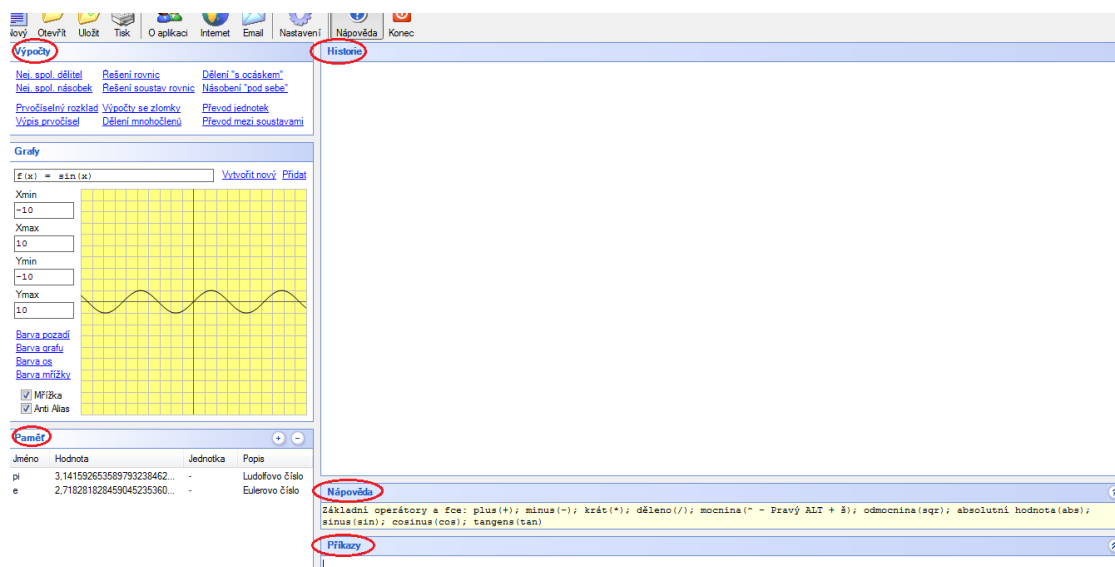 Nový Otevřít Uložit Tisk O aplikaci Internet Email Nastavení Nápověda Konec
Výpočty
Nej. spol. dělitel Řešení rovnic Dělení "s ocáskem"
Nej. spol. násobek Řešení soustav rovnic Násobení "pod sebe"
Prvočíselný rozklad Výpočty se zlomky Převod jednotek
Výpis prvočísel Dělení mnohočlenů Převod mezi soustavami
Grafy
f(x) = sin(x) Vytvořit nový Přidat
Xmin
-10
Xmax
10
Ymin
-10
Ymax
10
Barva pozadí
Barva grafu
Barva os
Barva mřížky
Mřížka
Anti Alias
Paměť
Jméno Hodnota Jednotka Popis
pi 3,14159265358979323846​2... - Ludolfovo číslo
e 2,718281828459045235360... - Eulerovo číslo
Historie
Nápověda
Základní operátory a fce: plus(+); minus(-); krát(*); děleno(/); mocnina(^ - Pravý ALT + š); odmocnina(sqr); absolutní hodnota(abs);
sinus(sin); cosinus(cos); tangens(tan)
Příkazy